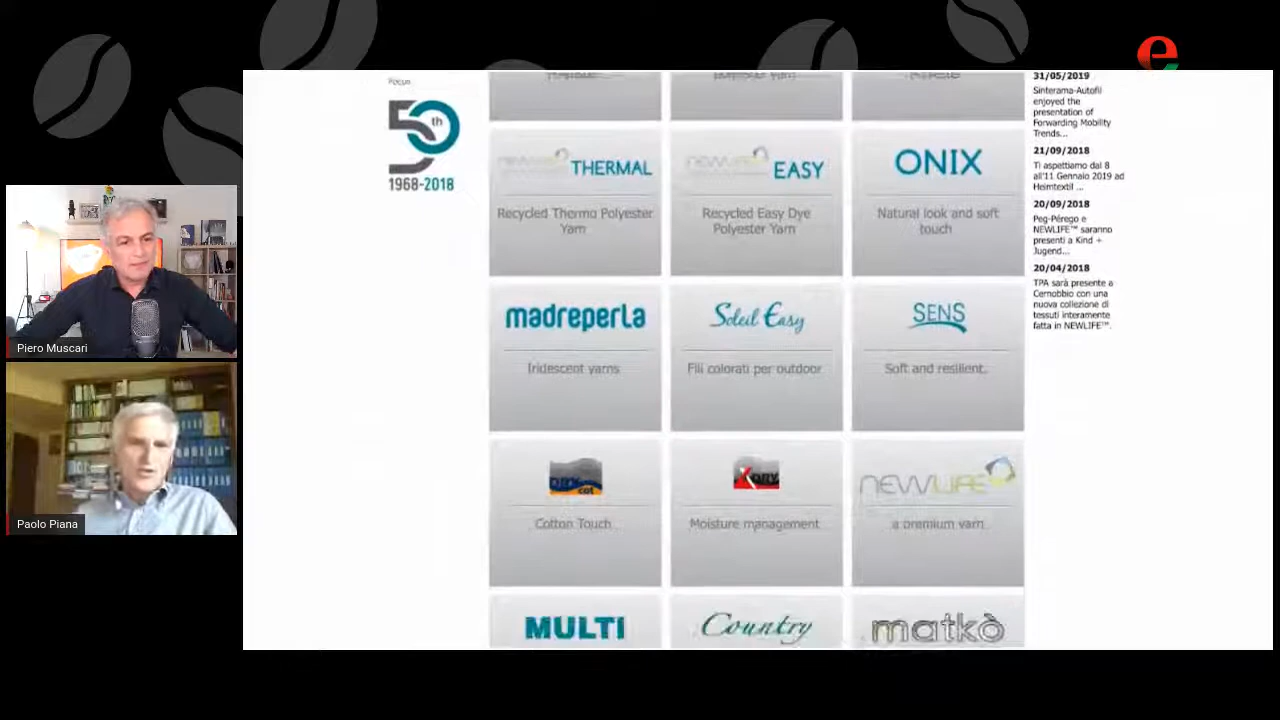 e
Focus
50th
1968-2018
NEWLIFE THERMAL
Recycled Thermo Polyester
Yarn
NEWLIFE EASY
Recycled Easy Dye
Polyester Yarn
ONIX
Natural look and soft
touch
madreperla
Iridescent yarns
Soleil Easy
Fili colorati per outdoor
SENS
Soft and resilient.
Cotton Touch
DRY
Moisture management
NEWLIFE
a premium yarn
MULTI
Country
matkò
31/05/2019
Sinterama-Autofil
enjoyed the
presentation of
Forwarding Mobility
Trends...
21/09/2018
Ti aspettiamo dal 8
all'11 Gennaio 2019 ad
Heimtextil ...
20/09/2018
Peg-Pérego e
NEWLIFE™ saranno
presenti a Kind +
Jugend...
20/04/2018
TPA sarà presente a
Cernobbio con una
nuova collezione di
tessuti interamente
fatta in NEWLIFE™.
Piero Muscari
Paolo Piana